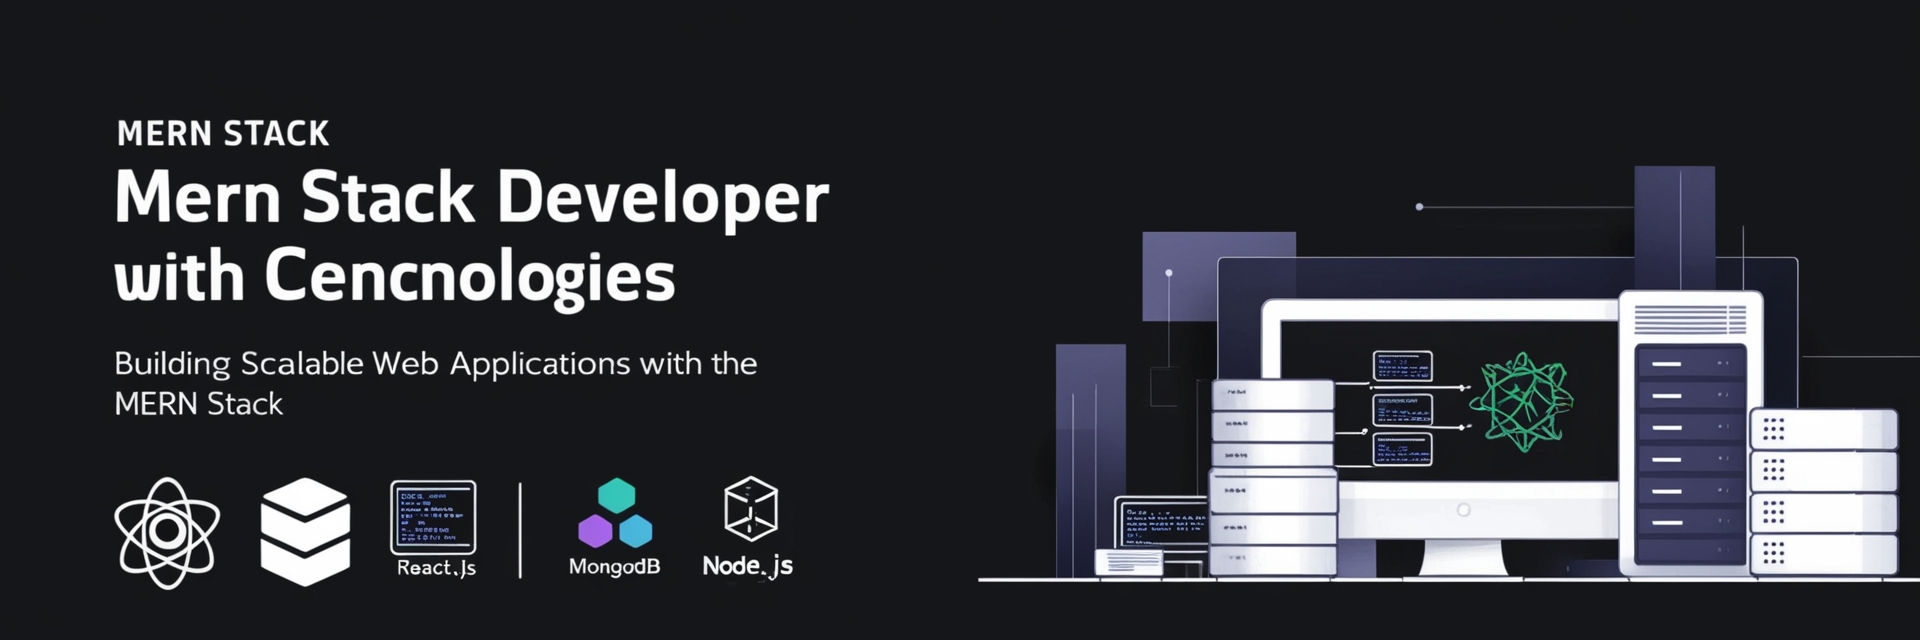 MERN STACK
Mern Stack Developer
with Cencnologies
Building Scalable Web Applications with the
MERN Stack
React.js
MongodB
Node.js